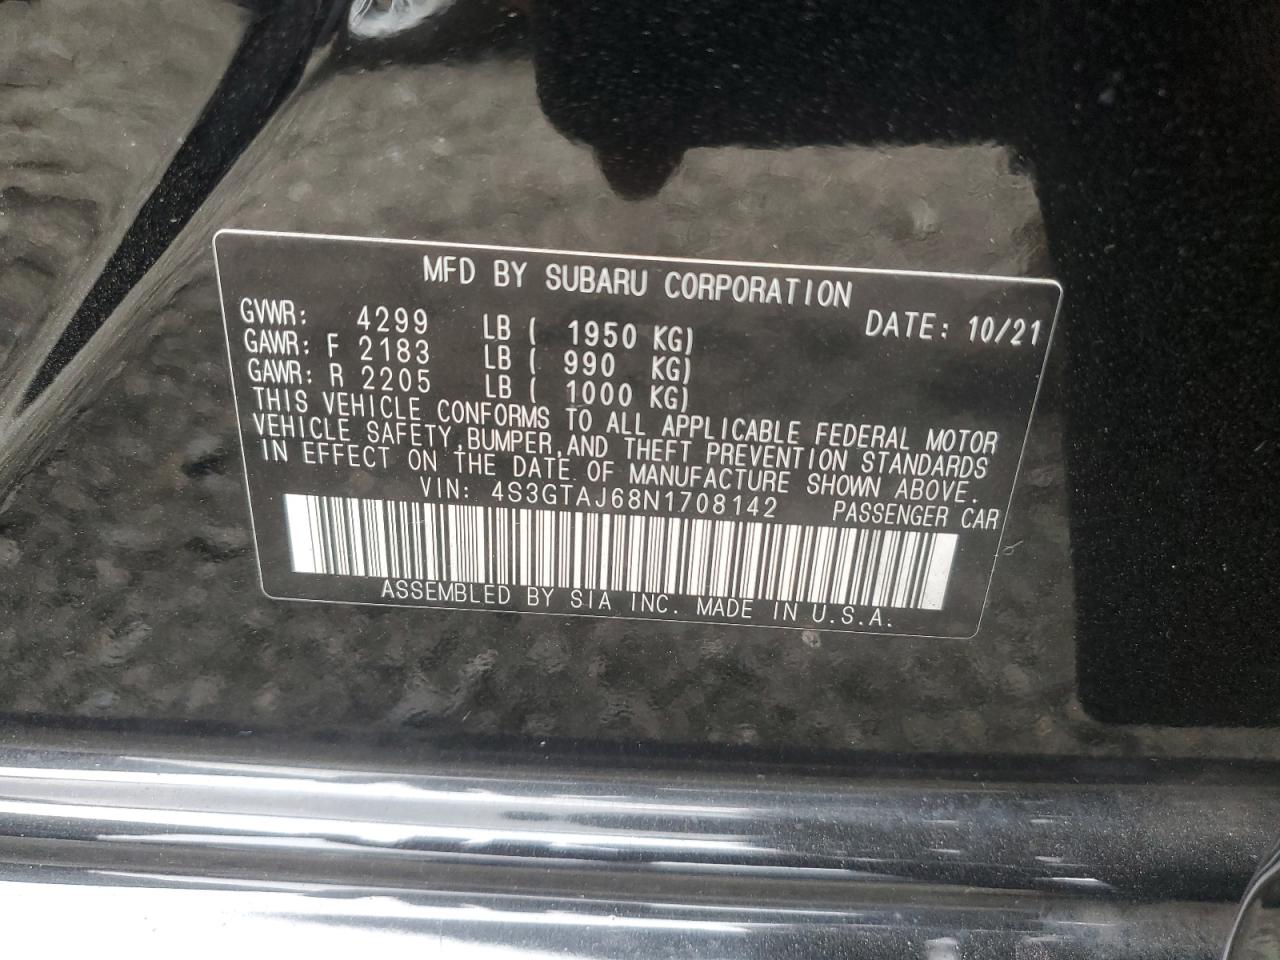 MFD BY SUBARU CORPORATION
GVWR: 4299 LB ( 1950 KG) DATE: 10/21
GAWR: F 2183 LB ( 990 KG)
GAWR: R 2205 LB ( 1000 KG)
THIS VEHICLE CONFORMS TO ALL APPLICABLE FEDERAL MOTOR
VEHICLE SAFETY,BUMPER,AND THEFT PREVENTION STANDARDS
IN EFFECT ON THE DATE OF MANUFACTURE SHOWN ABOVE.
VIN: 4S3GTAJ68N1708142 PASSENGER CAR
ASSEMBLED BY SIA INC. MADE IN U.S.A.